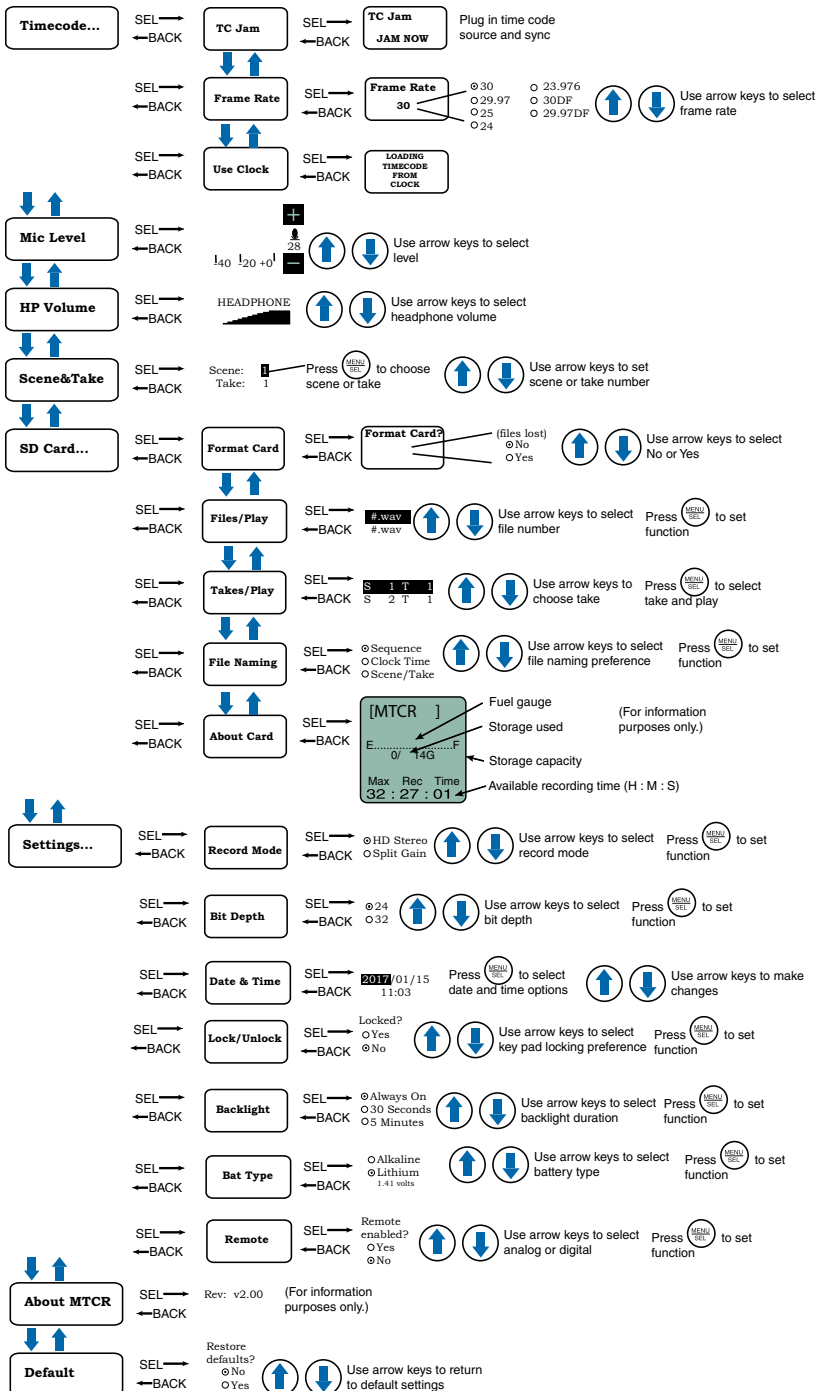 Timecode...
SEL
BACK
TC Jam
SEL
BACK
TC Jam
JAM NOW
Plug in time code
source and sync
SEL
BACK
Frame Rate
SEL
BACK
Frame Rate
30
30
29.97
25
24
23.976
30DF
29.97DF
Use arrow keys to select
frame rate
SEL
BACK
Use Clock
SEL
BACK
LOADING
TIMECODE
FROM
CLOCK
Mic Level
SEL
BACK
-40 -20 +0
+
28
–
Use arrow keys to select
level
HP Volume
SEL
BACK
HEADPHONE
Use arrow keys to select
headphone volume
Scene&Take
SEL
BACK
Scene: 1
Take: 1
Press MENU SEL to choose
scene or take
Use arrow keys to set
scene or take number
SD Card...
SEL
BACK
Format Card
SEL
BACK
Format Card?
(files lost)
No
Yes
Use arrow keys to select
No or Yes
SEL
BACK
Files/Play
SEL
BACK
#.wav
#.wav
Use arrow keys to select
file number
Press MENU SEL to set
function
SEL
BACK
Takes/Play
SEL
BACK
S 1 T 1
S 2 T 1
Use arrow keys to
choose take
Press MENU SEL to select
take and play
SEL
BACK
File Naming
SEL
BACK
Sequence
Clock Time
Scene/Take
Use arrow keys to select
file naming preference
Press MENU SEL to set
function
SEL
BACK
About Card
SEL
BACK
[MTCR ]
E....................F
0/ 14G
Max Rec Time
32 : 27 : 01
Fuel gauge
Storage used
Storage capacity
Available recording time (H : M : S)
(For information
purposes only.)
Settings...
SEL
BACK
Record Mode
SEL
BACK
HD Stereo
Split Gain
Use arrow keys to select
record mode
Press MENU SEL to set
function
SEL
BACK
Bit Depth
SEL
BACK
24
32
Use arrow keys to select
bit depth
Press MENU SEL to set
function
SEL
BACK
Date & Time
SEL
BACK
2017/01/15
11:03
Press MENU SEL to select
date and time options
Use arrow keys to make
changes
SEL
BACK
Lock/Unlock
SEL
BACK
Locked?
Yes
No
Use arrow keys to select
key pad locking preference
Press MENU SEL to set
function
SEL
BACK
Backlight
SEL
BACK
Always On
30 Seconds
5 Minutes
Use arrow keys to select
backlight duration
Press MENU SEL to set
function
SEL
BACK
Bat Type
SEL
BACK
Alkaline
Lithium
1.41 volts
Use arrow keys to select
battery type
Press MENU SEL to set
function
SEL
BACK
Remote
SEL
BACK
Remote
enabled?
Yes
No
Use arrow keys to select
analog or digital
Press MENU SEL to set
function
About MTCR
SEL
BACK
Rev: v2.00
(For information
purposes only.)
Default
SEL
BACK
Restore
defaults?
No
Yes
Use arrow keys to return
to default settings